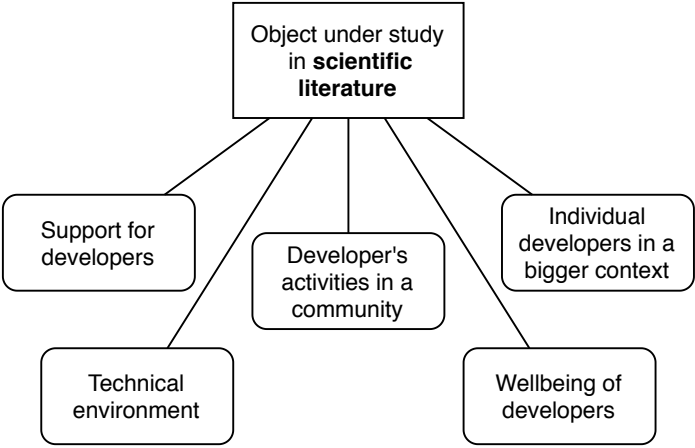 Object under study
in scientific
literature
Support for
developers
Developer's
activities in a
community
Individual
developers in a
bigger context
Technical
environment
Wellbeing of
developers